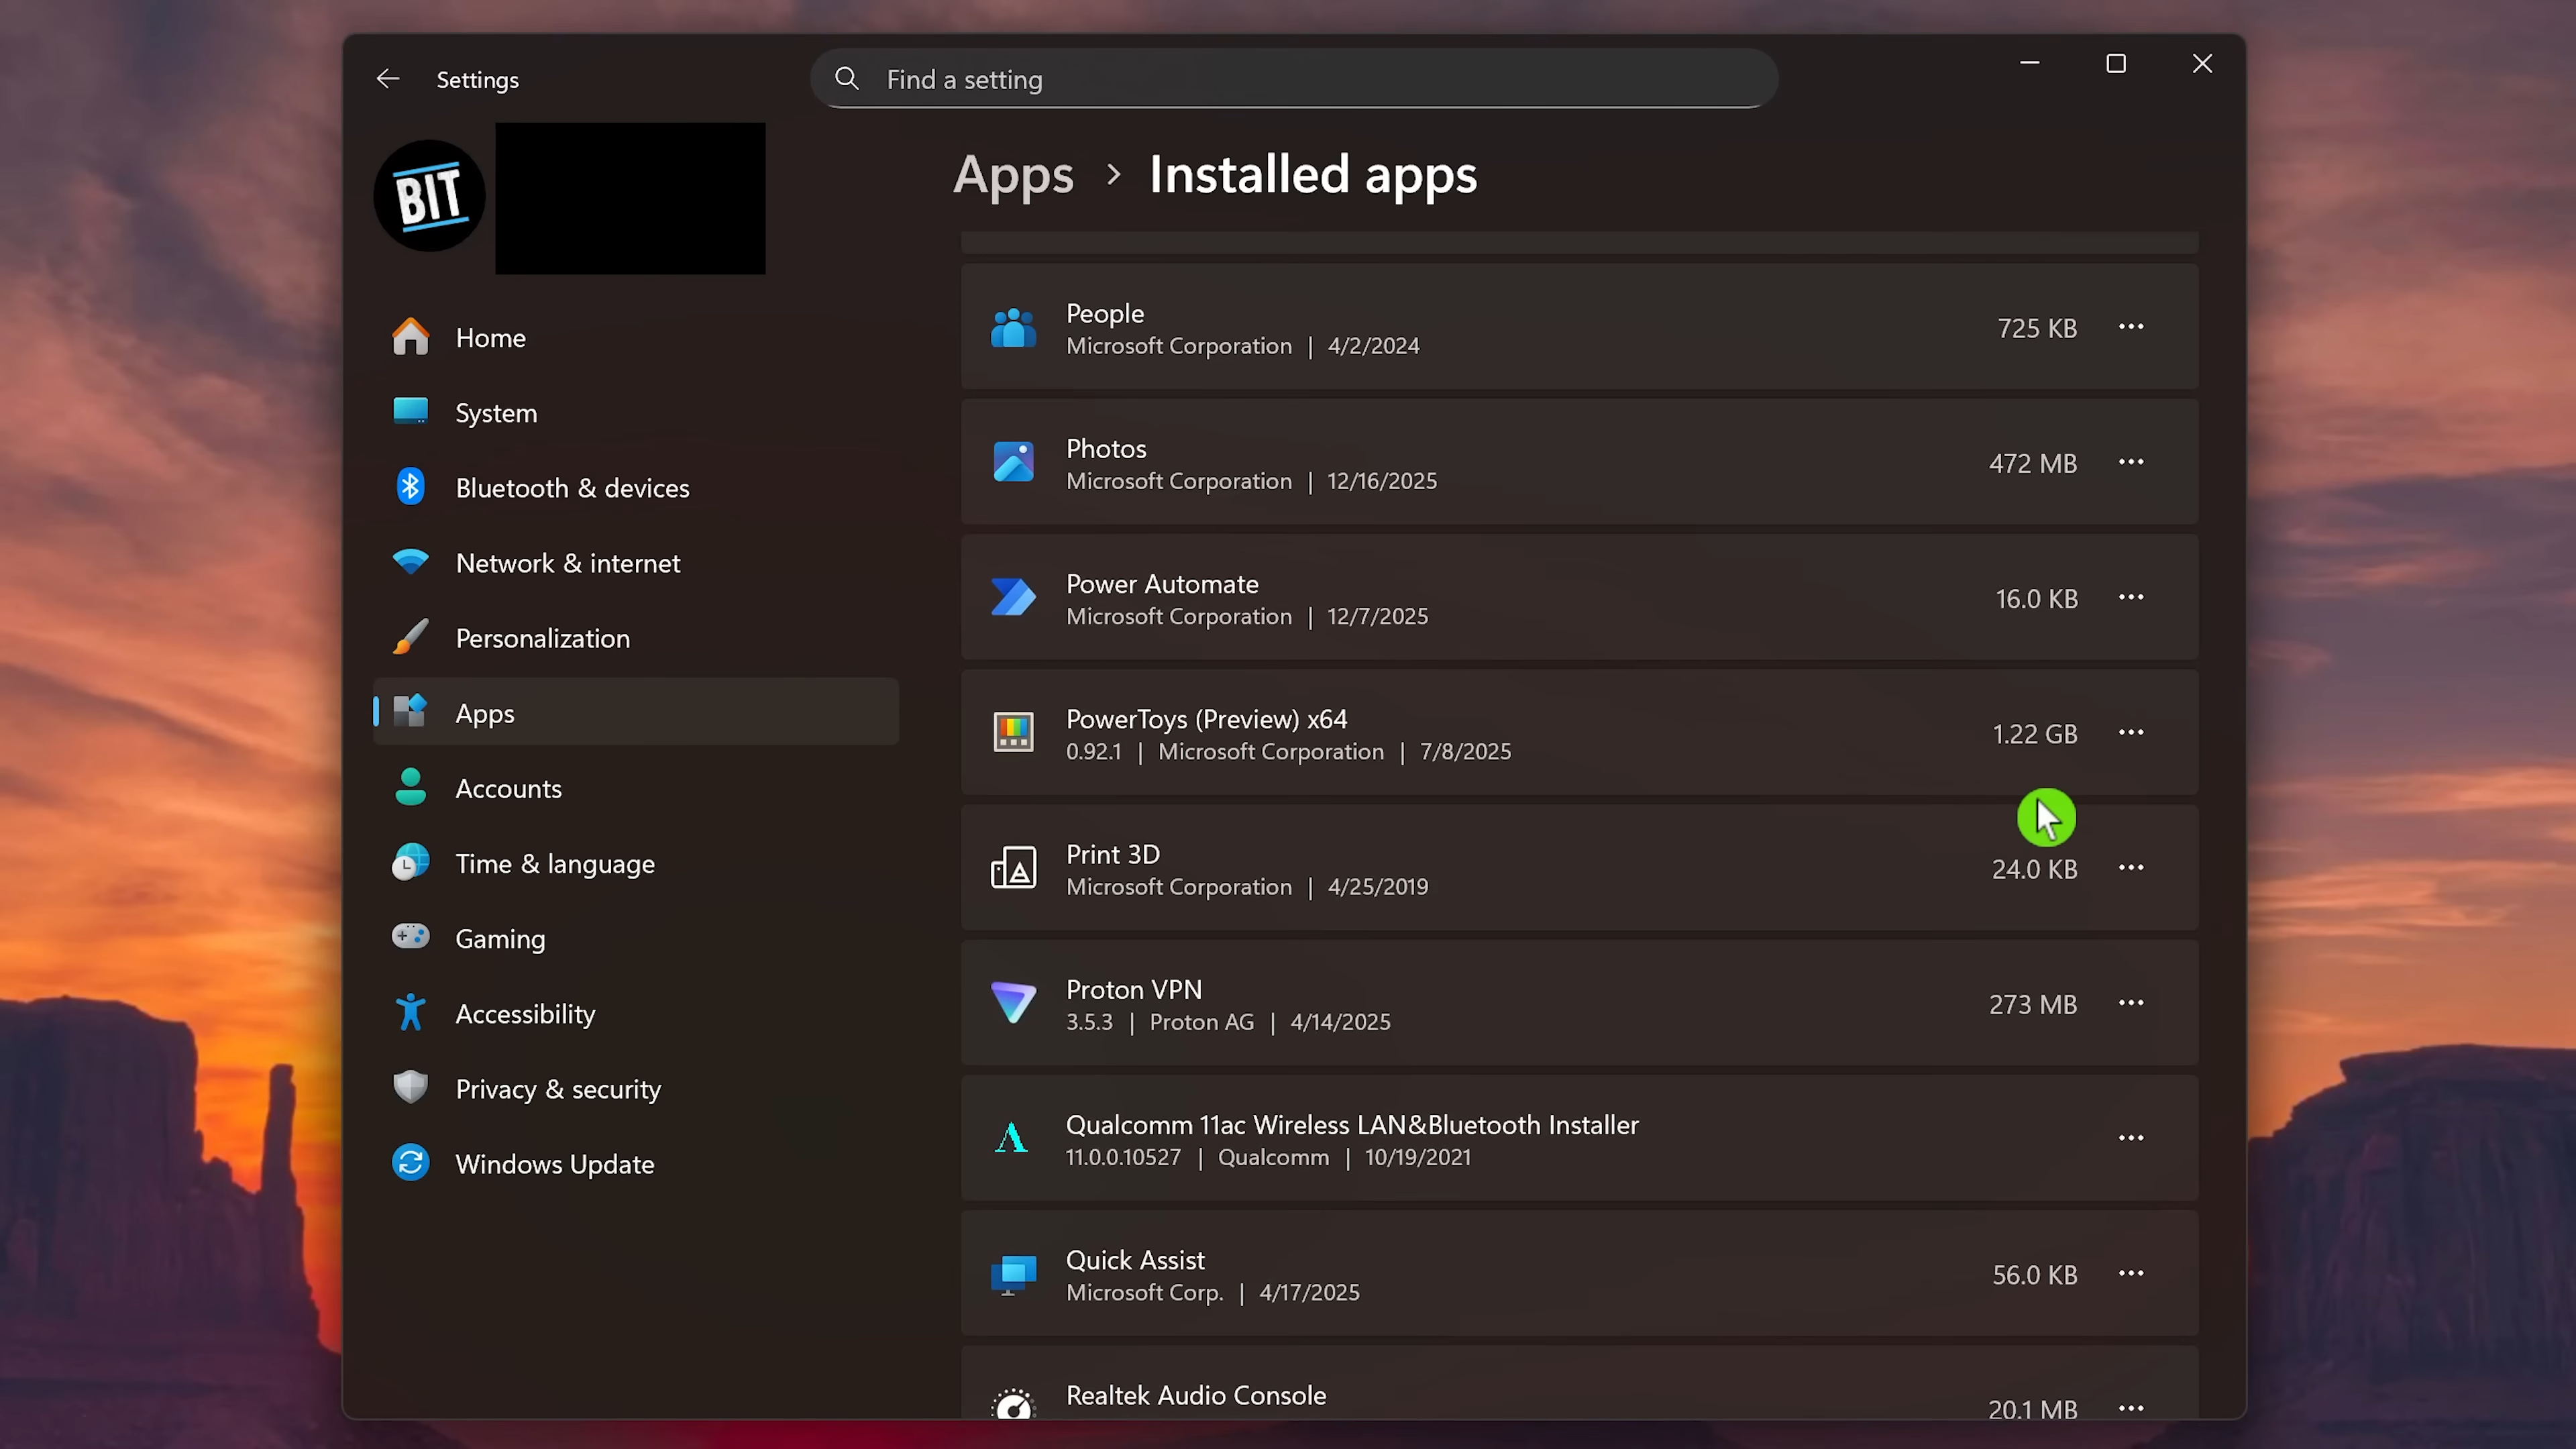 Settings
Find a setting
BIT
Apps > Installed apps
Home
System
Bluetooth & devices
Network & internet
Personalization
Apps
Accounts
Time & language
Gaming
Accessibility
Privacy & security
Windows Update
People
Microsoft Corporation | 4/2/2024
725 KB
Photos
Microsoft Corporation | 12/16/2025
472 MB
Power Automate
Microsoft Corporation | 12/7/2025
16.0 KB
PowerToys (Preview) x64
0.92.1 | Microsoft Corporation | 7/8/2025
1.22 GB
Print 3D
Microsoft Corporation | 4/25/2019
24.0 KB
Proton VPN
3.5.3 | Proton AG | 4/14/2025
273 MB
Qualcomm 11ac Wireless LAN&Bluetooth Installer
11.0.0.10527 | Qualcomm | 10/19/2021
Quick Assist
Microsoft Corp. | 4/17/2025
56.0 KB
Realtek Audio Console
20.1 MB